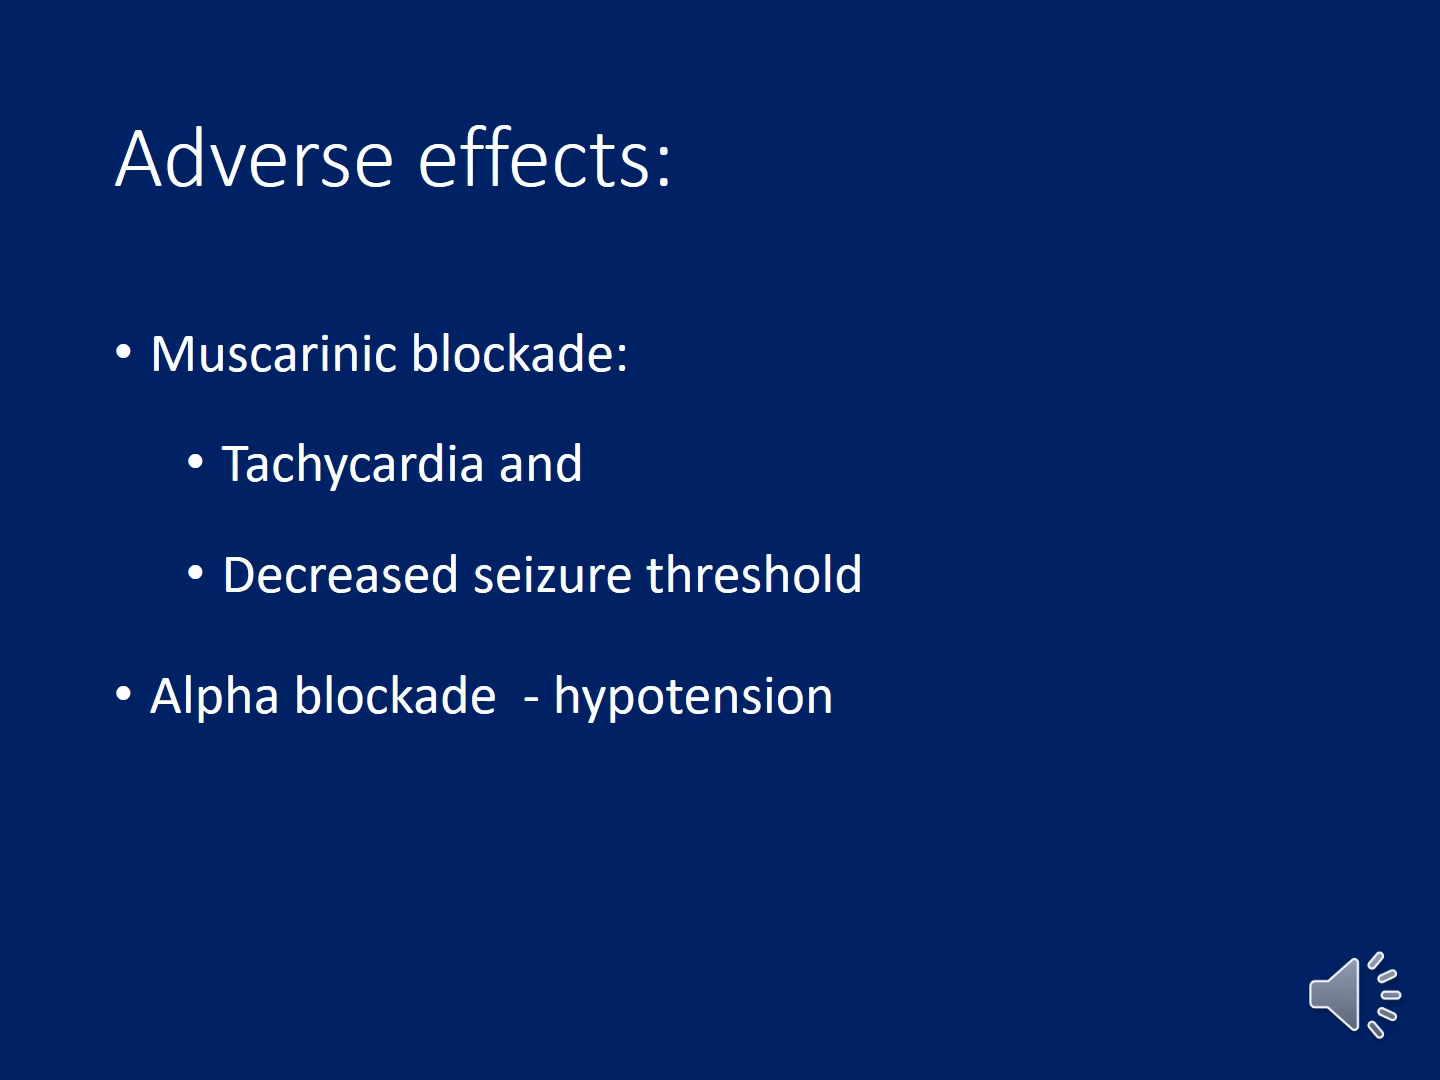 Adverse effects:
• Muscarinic blockade:
• Tachycardia and
• Decreased seizure threshold
• Alpha blockade  - hypotension